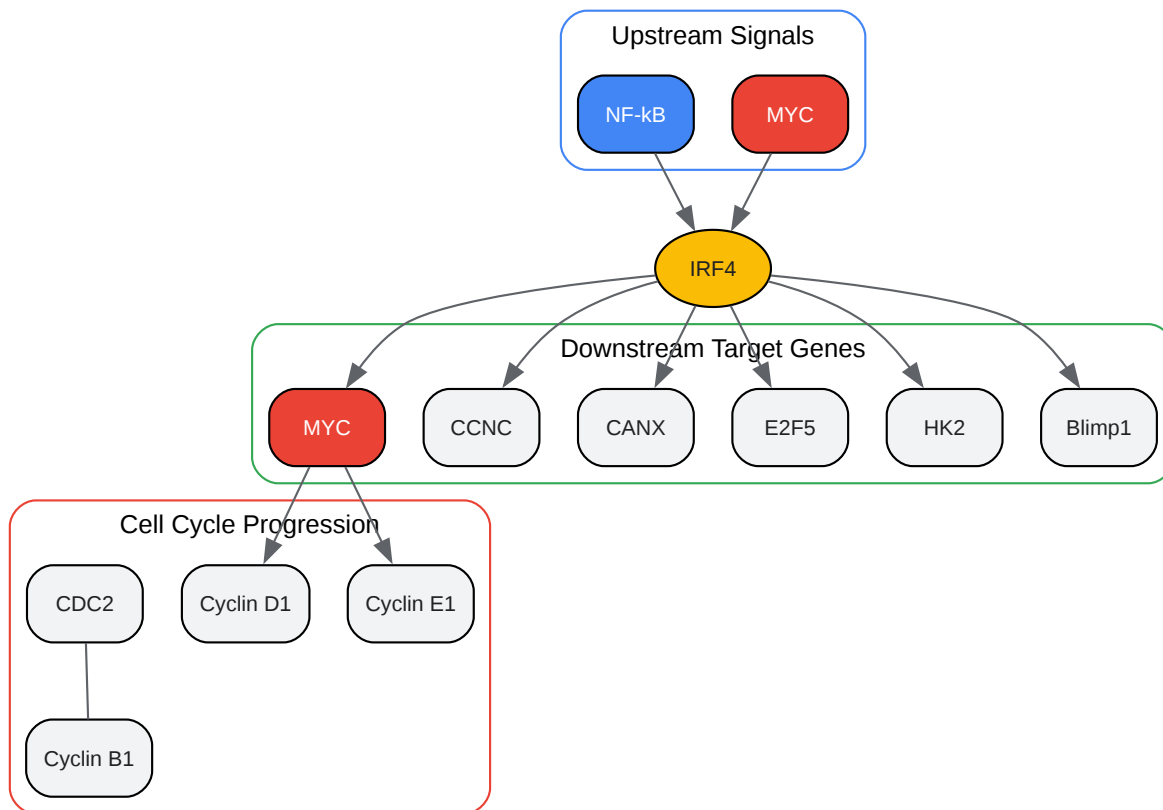 Upstream Signals
NF-kB
MYC
IRF4
Downstream Target Genes
MYC
CCNC
CANX
E2F5
HK2
Blimp1
Cell Cycle Progression
CDC2
Cyclin D1
Cyclin E1
Cyclin B1